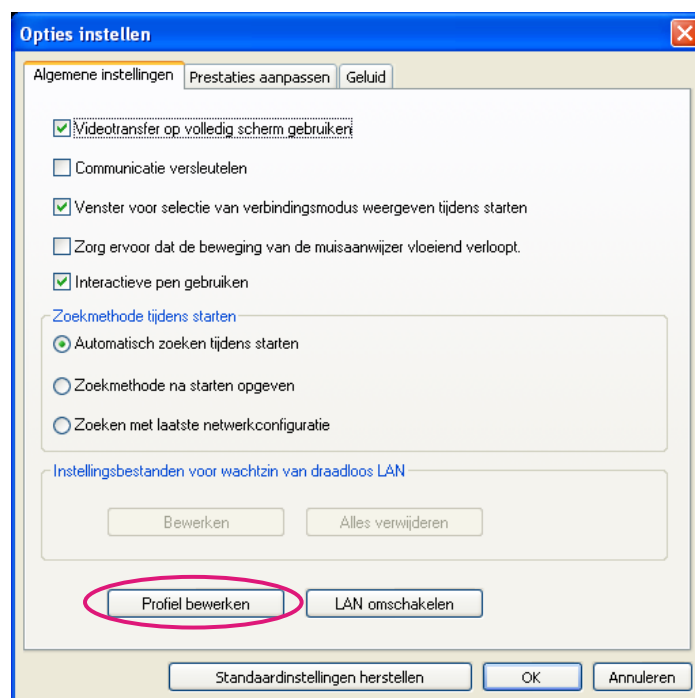 Opties instellen
Algemene instellingen Prestaties aanpassen Geluid
Videotransfer op volledig scherm gebruiken
Communicatie versleutelen
Venster voor selectie van verbindingsmodus weergeven tijdens starten
Zorg ervoor dat de beweging van de muisaanwijzer vloeiend verloopt.
Interactieve pen gebruiken
Zoekmethode tijdens starten
Automatisch zoeken tijdens starten
Zoekmethode na starten opgeven
Zoeken met laatste netwerkconfiguratie
Instellingsbestanden voor wachtzin van draadloos LAN
Bewerken Alles verwijderen
Profiel bewerken LAN omschakelen
Standaardinstellingen herstellen OK Annuleren